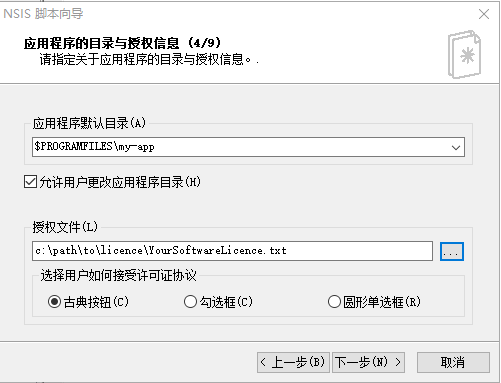 NSIS 脚本向导
应用程序的目录与授权信息 (4/9)
请指定关于应用程序的目录与授权信息。.
应用程序默认目录(A)
$PROGRAMFILES\my-app
允许用户更改应用程序目录(H)
授权文件(L)
c:\path\to\licence\YourSoftwareLicence.txt
...
选择用户如何接受许可证协议
古典按钮(C)
勾选框(C)
圆形单选框(R)
< 上一步(B)
下一步(N) >
取消